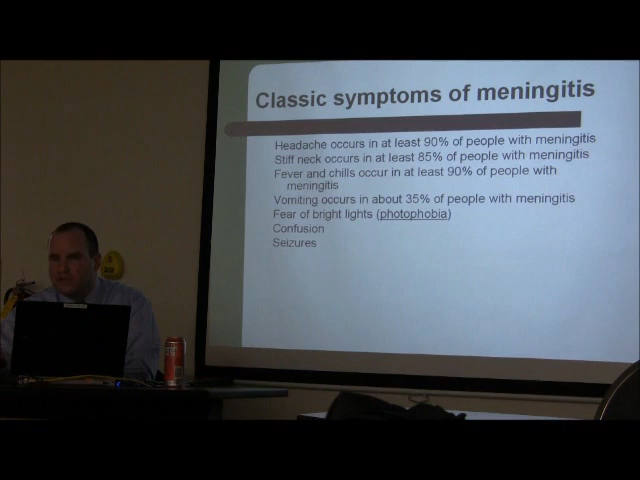 Classic symptoms of meningitis
Headache occurs in at least 90% of people with meningitis
Stiff neck occurs in at least 85% of people with meningitis
Fever and chills occur in at least 90% of people with
meningitis
Vomiting occurs in about 35% of people with meningitis
Fear of bright lights (photophobia)
Confusion
Seizures